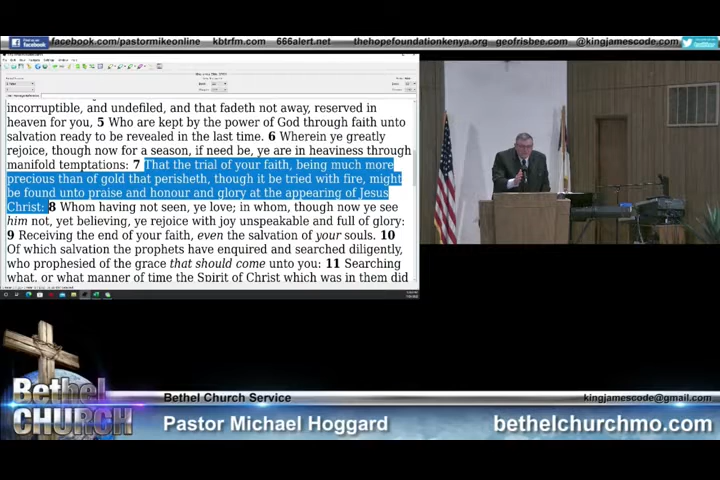 Find us on facebook facebook.com/pastormikeonline kbtrfm.com 666alert.net thehopefoundationkenya.org geofrisbee.com @kingjamescode twitter
incorruptible, and undefiled, and that fadeth not away, reserved in
heaven for you, 5 Who are kept by the power of God through faith unto
salvation ready to be revealed in the last time. 6 Wherein ye greatly
rejoice, though now for a season, if need be, ye are in heaviness through
manifold temptations: 7 That the trial of your faith, being much more
precious than of gold that perisheth, though it be tried with fire, might
be found unto praise and honour and glory at the appearing of Jesus
Christ: 8 Whom having not seen, ye love; in whom, though now ye see
him not, yet believing, ye rejoice with joy unspeakable and full of glory:
9 Receiving the end of your faith, even the salvation of your souls. 10
Of which salvation the prophets have enquired and searched diligently,
who prophesied of the grace that should come unto you: 11 Searching
what, or what manner of time the Spirit of Christ which was in them did
Bethel
CHURCH
Bethel Church Service
kingjamescode@gmail.com
Pastor Michael Hoggard
bethelchurchmo.com